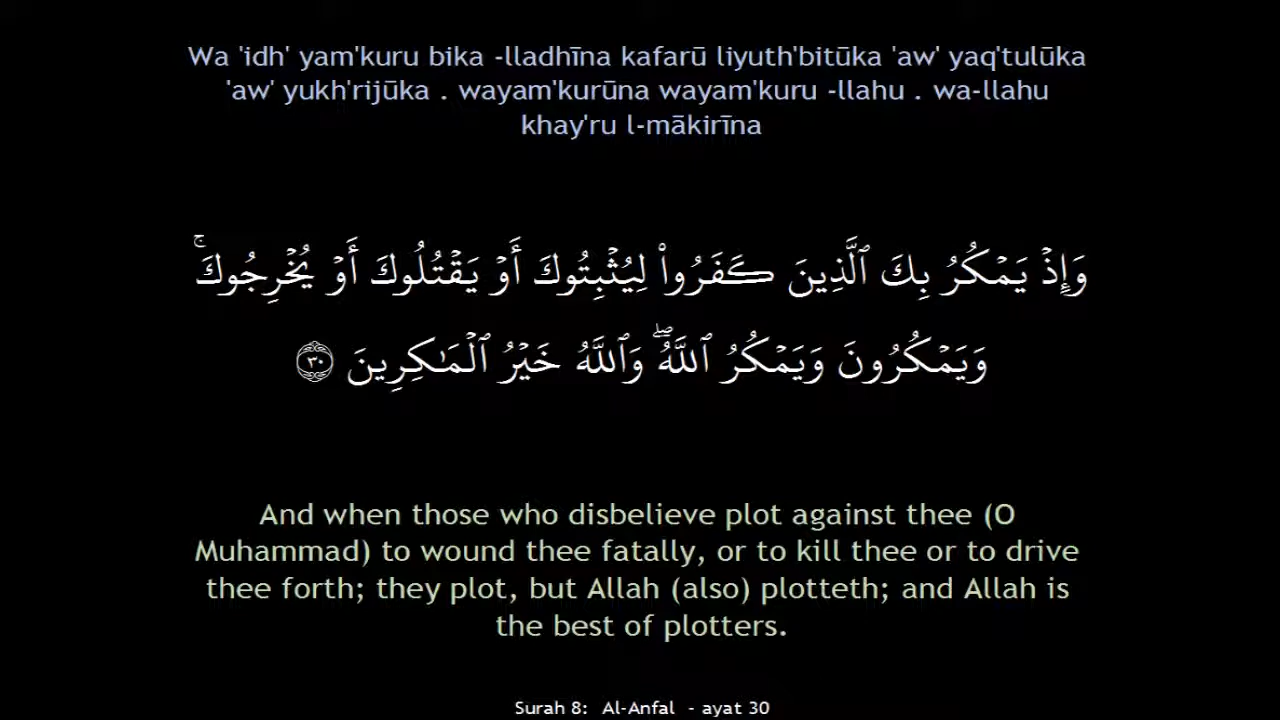 Wa 'idh' yam'kuru bika -lladhīna kafarū liyuth'bitūka 'aw' yaq'tulūka
'aw' yukh'rijūka . wayam'kurūna wayam'kuru -llahu . wa-llahu
khay'ru l-mākirīna
وَإِذۡ يَمۡكُرُ بِكَ ٱلَّذِينَ كَفَرُواْ لِيُثۡبِتُوكَ أَوۡ يَقۡتُلُوكَ أَوۡ يُخۡرِجُوكَۚ
وَيَمۡكُرُونَ وَيَمۡكُرُ ٱللَّهُۖ وَٱللَّهُ خَيۡرُ ٱلۡمَٰكِرِينَ ٣٠
And when those who disbelieve plot against thee (O
Muhammad) to wound thee fatally, or to kill thee or to drive
thee forth; they plot, but Allah (also) plotteth; and Allah is
the best of plotters.
Surah 8: Al-Anfal - ayat 30